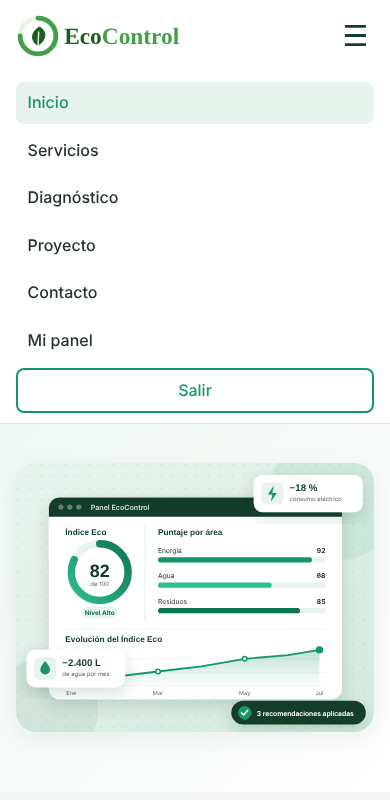 EcoControl
Inicio
Servicios
Diagnóstico
Proyecto
Contacto
Mi panel
Salir
−18 %
consumo eléctrico
Panel EcoControl
Índice Eco
82
de 100
Nivel Alto
Puntaje por área
Energía 92
Agua 68
Residuos 85
Evolución del Índice Eco
−2.400 L
de agua por mes
Ene Mar May Jul
3 recomendaciones aplicadas